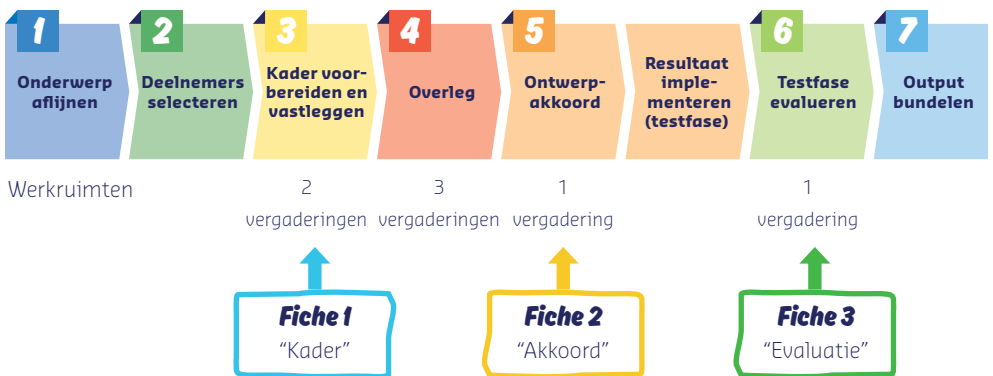 1
Onderwerp
aflijnen
2
Deelnemers
selecteren
3
Kader voor-
bereiden en
vastleggen
4
Overleg
5
Ontwerp-
akkoord
Resultaat
imple-
menteren
(testfase)
6
Testfase
evalueren
7
Output
bundelen
Werkruimten
2
vergaderingen
3
vergaderingen
1
vergadering
1
vergadering
Fiche 1
“Kader”
Fiche 2
“Akkoord”
Fiche 3
“Evaluatie”